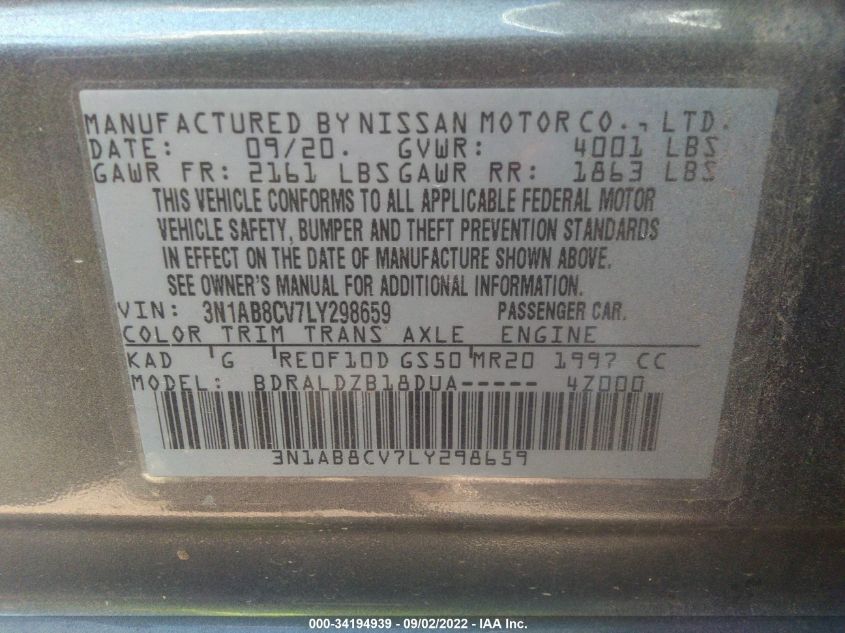 MANUFACTURED BY NISSAN MOTOR CO., LTD.
DATE: 09/20. GVWR: 4001 LBS
GAWR FR: 2161 LBS GAWR RR: 1863 LBS
THIS VEHICLE CONFORMS TO ALL APPLICABLE FEDERAL MOTOR
VEHICLE SAFETY, BUMPER AND THEFT PREVENTION STANDARDS
IN EFFECT ON THE DATE OF MANUFACTURE SHOWN ABOVE.
SEE OWNER'S MANUAL FOR ADDITIONAL INFORMATION.
VIN: 3N1AB8CV7LY298659 PASSENGER CAR.
COLOR TRIM TRANS AXLE ENGINE
KAD G RE0F10D GS50 MR20 1997 CC
MODEL: BDRALDZB18DUA----- 4Z000
3N1AB8CV7LY298659
000-34194939 - 09/02/2022 - IAA Inc.